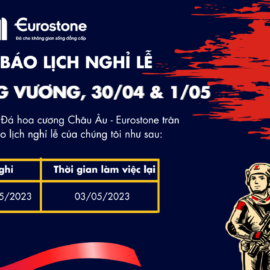 Eurostone
Đá cho không gian sống đẳng cấp
BÁO LỊCH NGHỈ LỄ
G VƯƠNG, 30/04 & 1/05
Đá hoa cương Châu Âu - Eurostone trân
o lịch nghỉ lễ của chúng tôi như sau:
ghỉ Thời gian làm việc lại
5/2023 03/05/2023